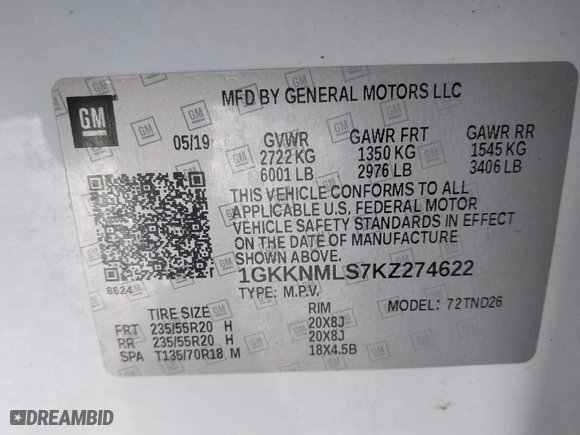 GM
MFD BY GENERAL MOTORS LLC
05/19 GVWR GAWR FRT GAWR RR
2722 KG 1350 KG 1545 KG
6001 LB 2976 LB 3406 LB
THIS VEHICLE CONFORMS TO ALL
APPLICABLE U.S. FEDERAL MOTOR
VEHICLE SAFETY STANDARDS IN EFFECT
ON THE DATE OF MANUFACTURE
SHOWN ABOVE.
8624 1GKKNMLS7KZ274622
TYPE: M.P.V. MODEL: 72TND26
TIRE SIZE RIM
FRT 235/55R20 H 20X8J
RR 235/55R20 H 20X8J
SPA T135/70R18 M 18X4.5B
DREAMBID